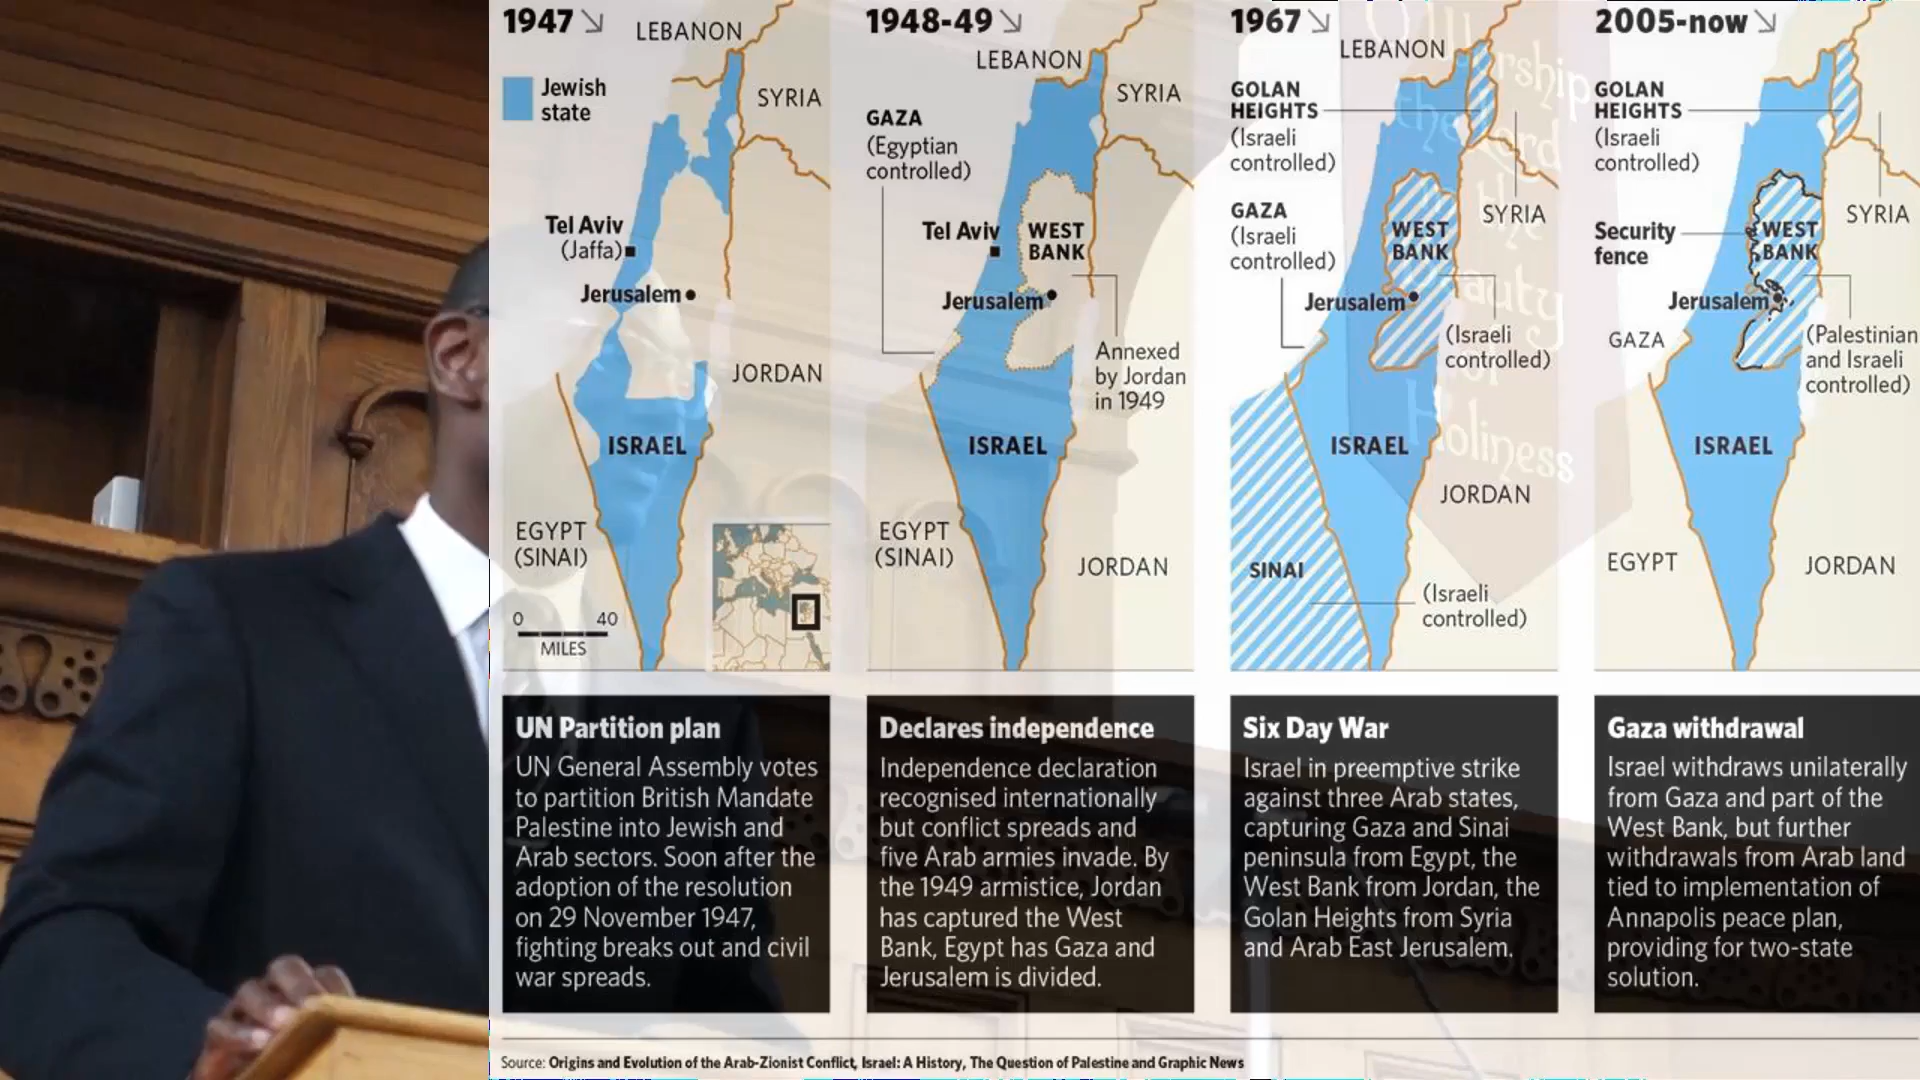 1947
LEBANON
Jewish
state
SYRIA
Tel Aviv
(Jaffa)
Jerusalem
JORDAN
ISRAEL
EGYPT
(SINAI)
0 40
MILES
UN Partition plan
UN General Assembly votes
to partition British Mandate
Palestine into Jewish and
Arab sectors. Soon after the
adoption of the resolution
on 29 November 1947,
fighting breaks out and civil
war spreads.
1948-49
LEBANON
SYRIA
GAZA
(Egyptian
controlled)
Tel Aviv
WEST
BANK
Jerusalem
Annexed
by Jordan
in 1949
ISRAEL
EGYPT
(SINAI)
JORDAN
Declares independence
Independence declaration
recognised internationally
but conflict spreads and
five Arab armies invade. By
the 1949 armistice, Jordan
has captured the West
Bank, Egypt has Gaza and
Jerusalem is divided.
1967
LEBANON
GOLAN
HEIGHTS
(Israeli
controlled)
GAZA
(Israeli
controlled)
SYRIA
WEST
BANK
Jerusalem
(Israeli
controlled)
ISRAEL
JORDAN
SINAI
(Israeli
controlled)
Six Day War
Israel in preemptive strike
against three Arab states,
capturing Gaza and Sinai
peninsula from Egypt, the
West Bank from Jordan, the
Golan Heights from Syria
and Arab East Jerusalem.
2005-now
GOLAN
HEIGHTS
(Israeli
controlled)
SYRIA
Security
fence
WEST
BANK
Jerusalem
GAZA
(Palestinian
and Israeli
controlled)
ISRAEL
EGYPT
JORDAN
Gaza withdrawal
Israel withdraws unilaterally
from Gaza and part of the
West Bank, but further
withdrawals from Arab land
tied to implementation of
Annapolis peace plan,
providing for two-state
solution.
Source: Origins and Evolution of the Arab-Zionist Conflict, Israel: A History, The Question of Palestine and Graphic News
O Worship
the Lord
the
Holiness